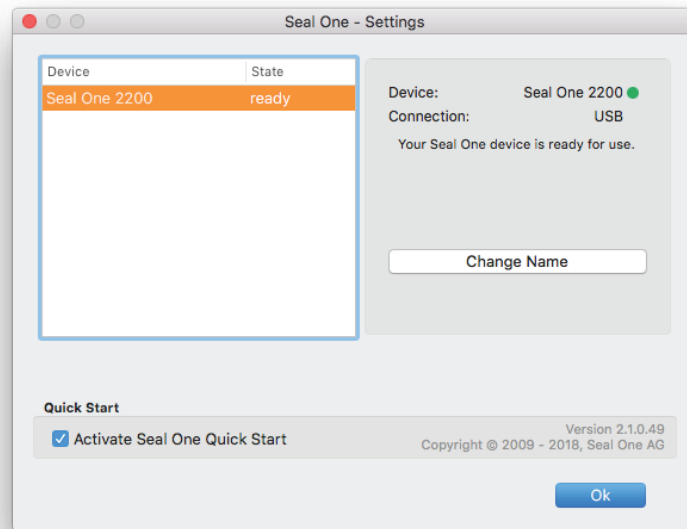 Seal One - Settings
Device State
Seal One 2200 ready
Device: Seal One 2200
Connection: USB
Your Seal One device is ready for use.
Change Name
Quick Start
Activate Seal One Quick Start
Version 2.1.0.49
Copyright © 2009 - 2018, Seal One AG
Ok